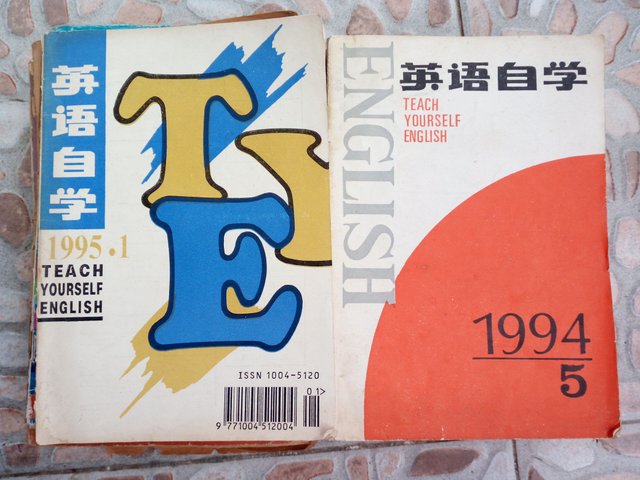 英语自学
1995.1
TEACH
YOURSELF
ENGLISH
T
Y
E
ISSN 1004-5120
01>
9 771004 512004
ENGLISH
英语自学
TEACH
YOURSELF
ENGLISH
1994
5